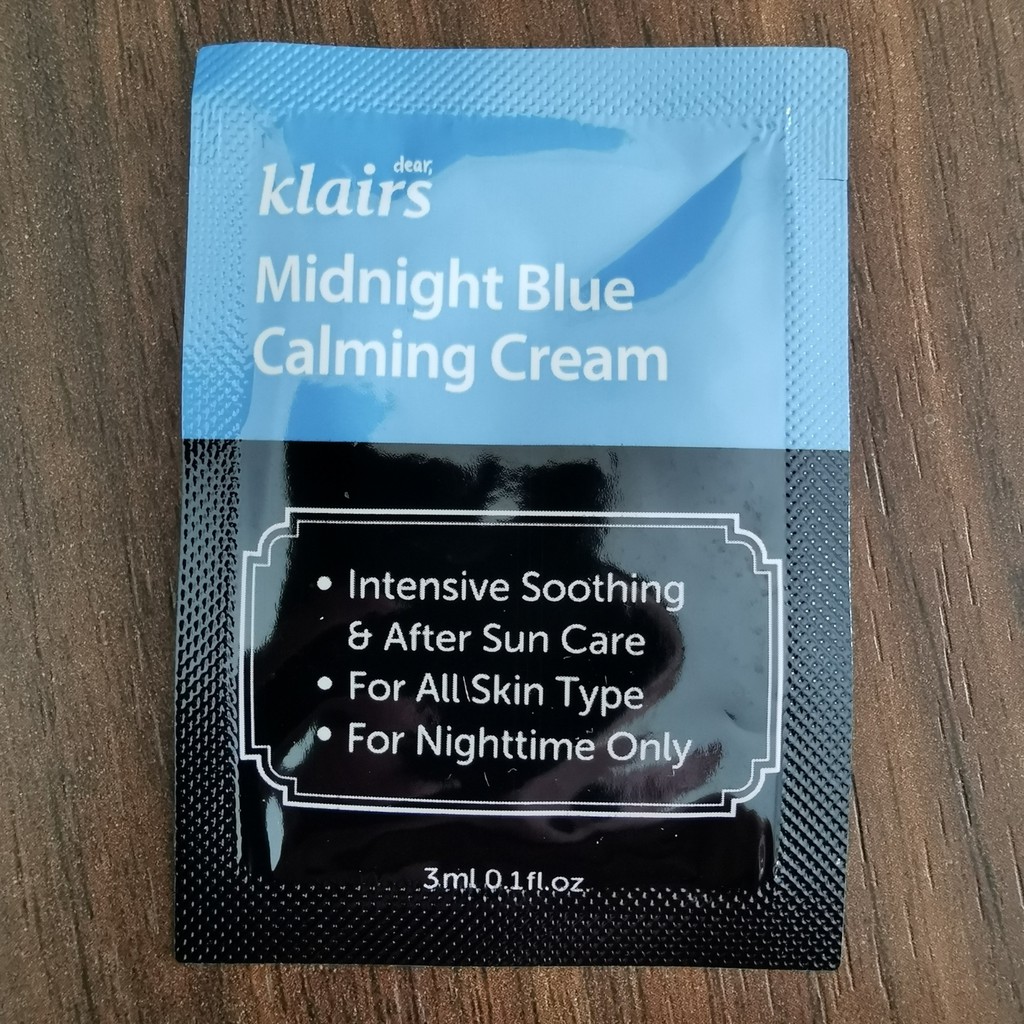 dear,
klairs
Midnight Blue
Calming Cream
• Intensive Soothing
& After Sun Care
• For All Skin Type
• For Nighttime Only
3ml 0.1fl.oz